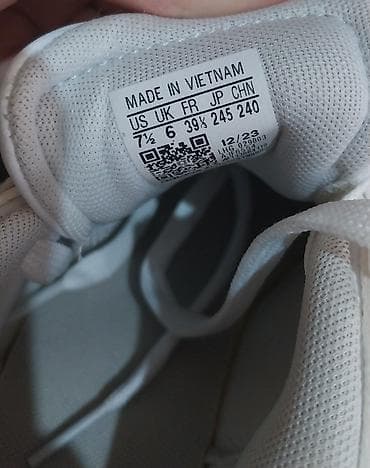 MADE IN VIETNAM
US UK FR JP CHN
7½ 6 39⅓ 245 240
12/23